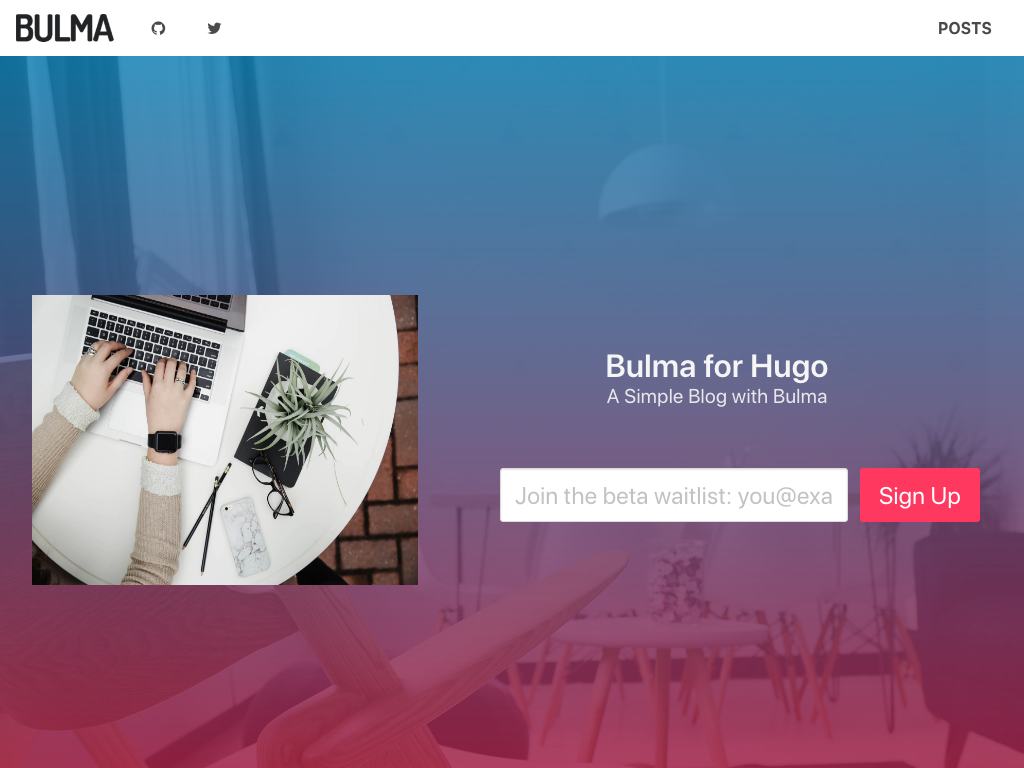 BULMA
POSTS
Bulma for Hugo
A Simple Blog with Bulma
Join the beta waitlist: you@exa
Sign Up